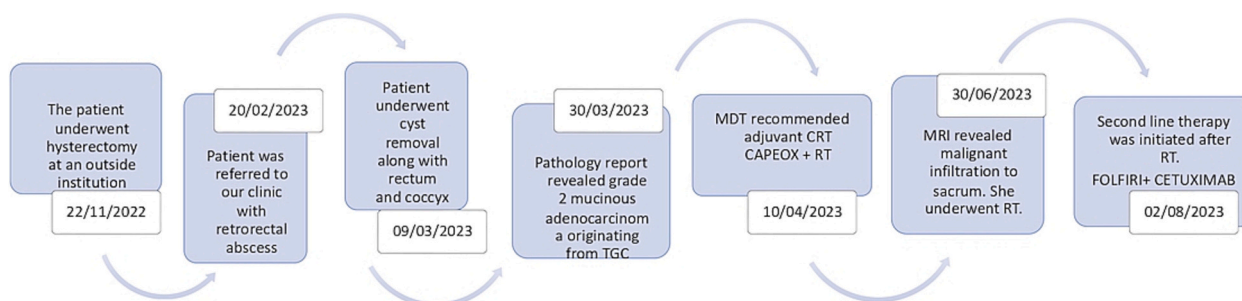 The patient
underwent
hysterectomy
at an outside
institution
22/11/2022
20/02/2023
Patient was
referred to
our clinic
with
retrorectal
abscess
Patient
underwent
cyst
removal
along with
rectum
and coccyx
09/03/2023
30/03/2023
Pathology report
revealed grade
2 mucinous
adenocarcinom
a originating
from TGC
MDT recommended
adjuvant CRT
CAPEOX + RT
10/04/2023
30/06/2023
MRI revealed
malignant
infiltration to
sacrum. She
underwent RT.
Second line therapy
was initiated after
RT.
FOLFIRI+ CETUXIMAB
02/08/2023